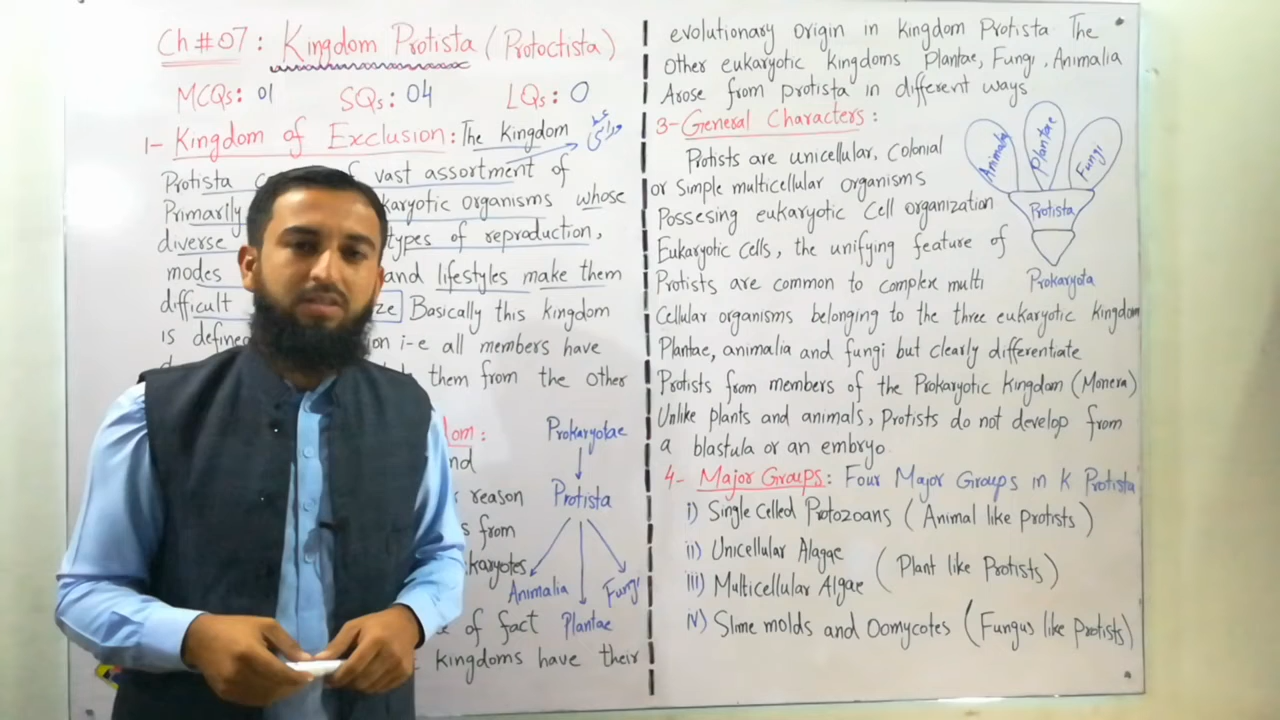 Ch # 07 : Kingdom Protista (Protoctista)
MCQs: 01 SQs: 04 LQs: 0
1- Kingdom of Exclusion: The Kingdom
Protista of vast assortment of
Primarily karyotic organisms whose
diverse types of reproduction,
modes and lifestyles make them
difficult ze Basically this kingdom
is define on i-e all members have
them from the other
dom:
nd
reason
s from
karyotes
of fact
kingdoms have their
Prokaryotae
Protista
Animalia
Plantae
Fungi
evolutionary origin in kingdom Protista The
Other eukaryotic kingdoms Plantae, Fungi, Animalia
Arose from protista in different ways
3- General Characters :
Protists are unicellular, Colonial
or Simple multicellular organisms
Possesing eukaryotic Cell organization
Eukaryotic cells, the unifying feature of
Protists are common to complex multi
Cellular organisms belonging to the three eukaryotic kingdom
Plantae, animalia and fungi but clearly differentiate
Protists from members of the Prokaryotic Kingdom (Monera)
Unlike plants and animals, Protists do not develop from
a blastula or an embryo
Animalia
Plantae
Fungi
Protista
Prokaryota
4- Major Groups: Four Major Groups in K Protista
i) Single Celled Protozoans (Animal like protists)
ii) Unicellular Alagae
iii) Multicellular Algae
(Plant like Protists)
iv) Slime molds and Oomycotes (Fungus like Protists)